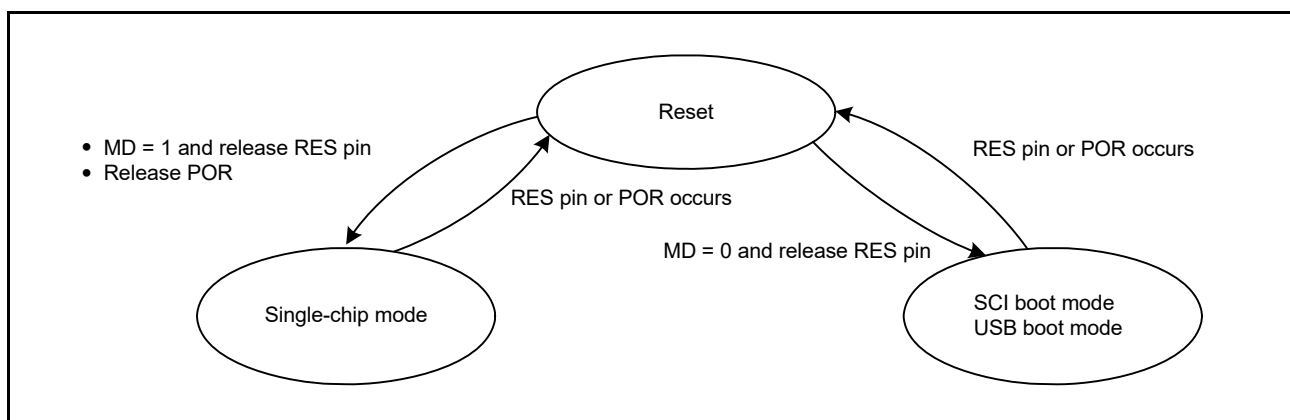 Reset
• MD = 1 and release RES pin
• Release POR
RES pin or POR occurs
RES pin or POR occurs
MD = 0 and release RES pin
Single-chip mode
SCI boot mode
USB boot mode